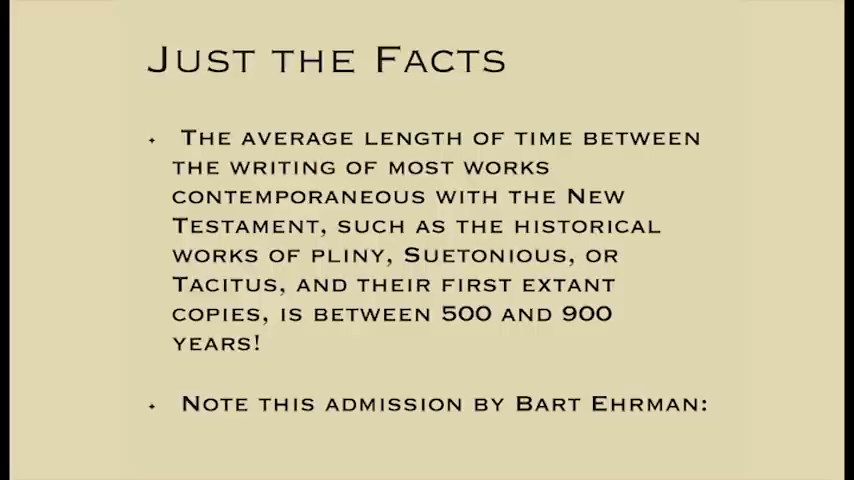 Just the Facts
The average length of time between
the writing of most works
contemporaneous with the New
Testament, such as the historical
works of pliny, Suetonious, or
Tacitus, and their first extant
copies, is between 500 and 900
years!
Note this admission by Bart Ehrman: